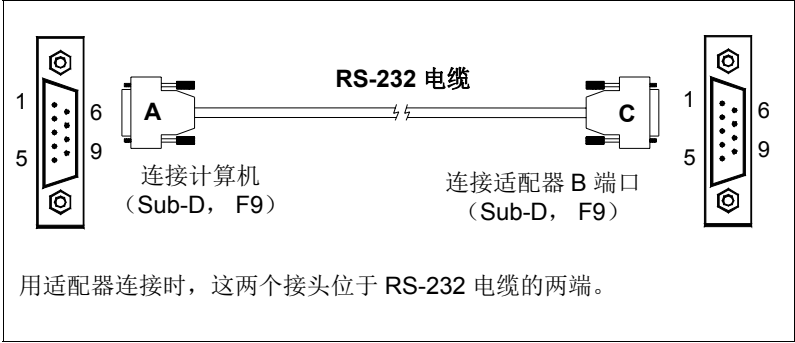 RS-232 电缆
1
6
5
9
A
C
1
6
5
9
连接计算机
（Sub-D， F9）
连接适配器 B 端口
（Sub-D， F9）
用适配器连接时，这两个接头位于 RS-232 电缆的两端。